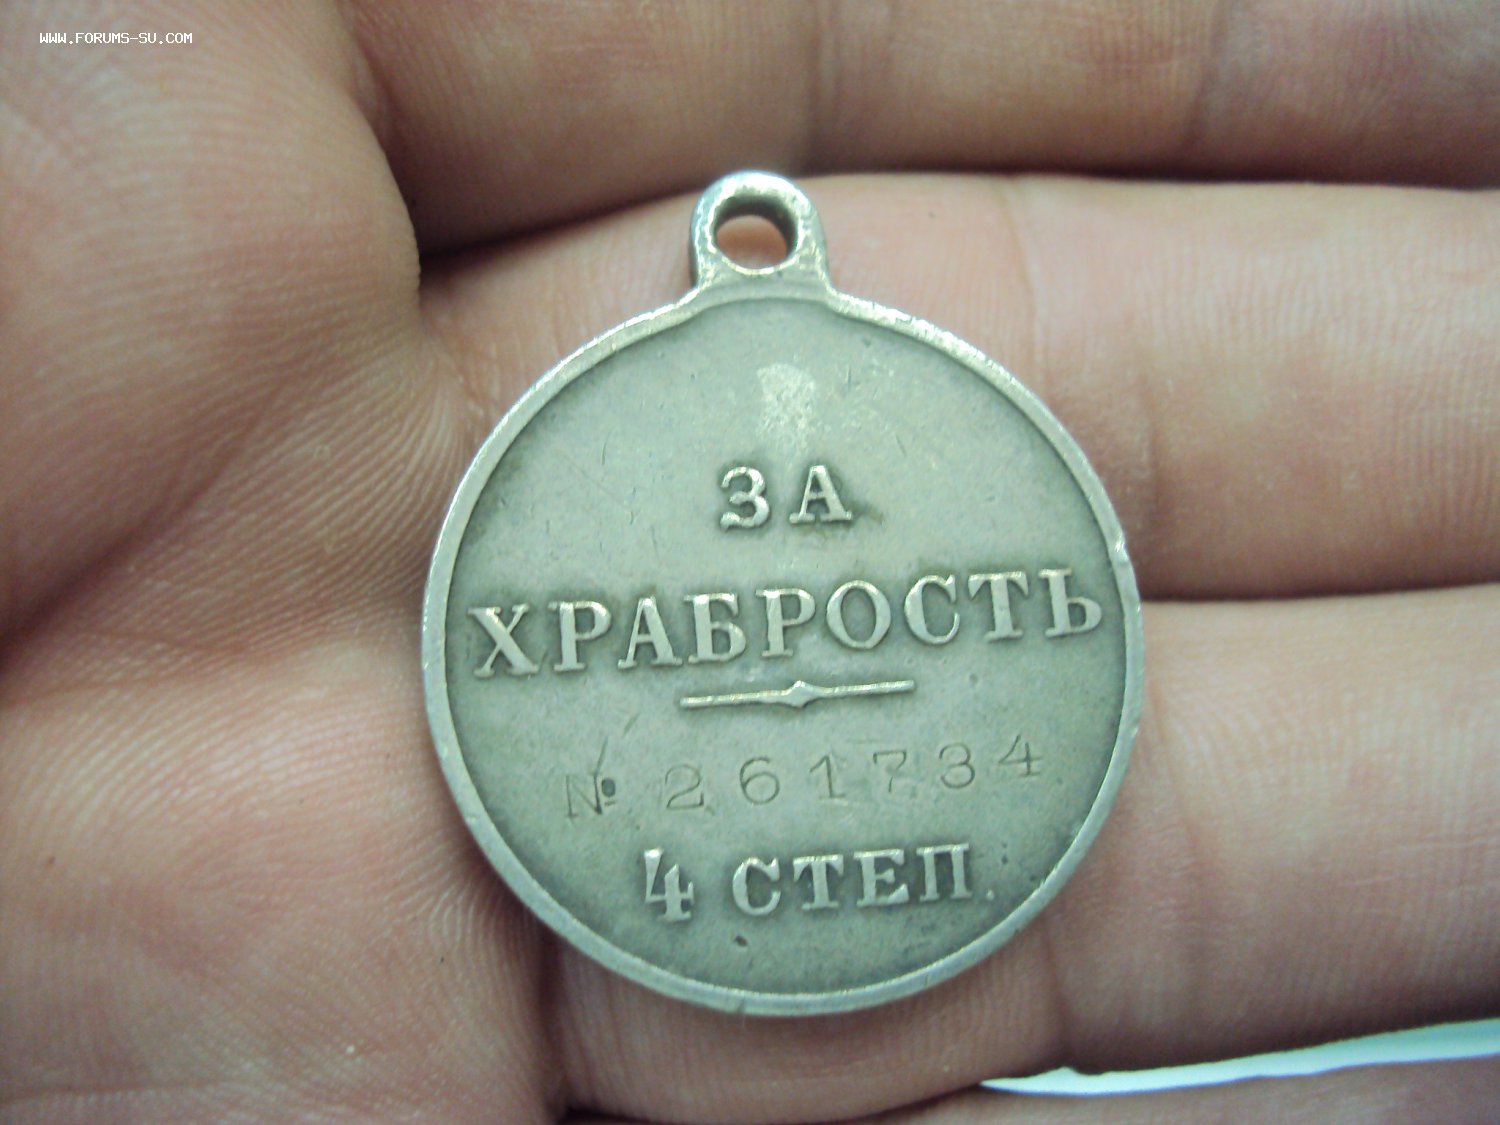 WWW.FORUMS-SU.COM
ЗА
ХРАБРОСТЬ
№ 261734
4 СТЕП.